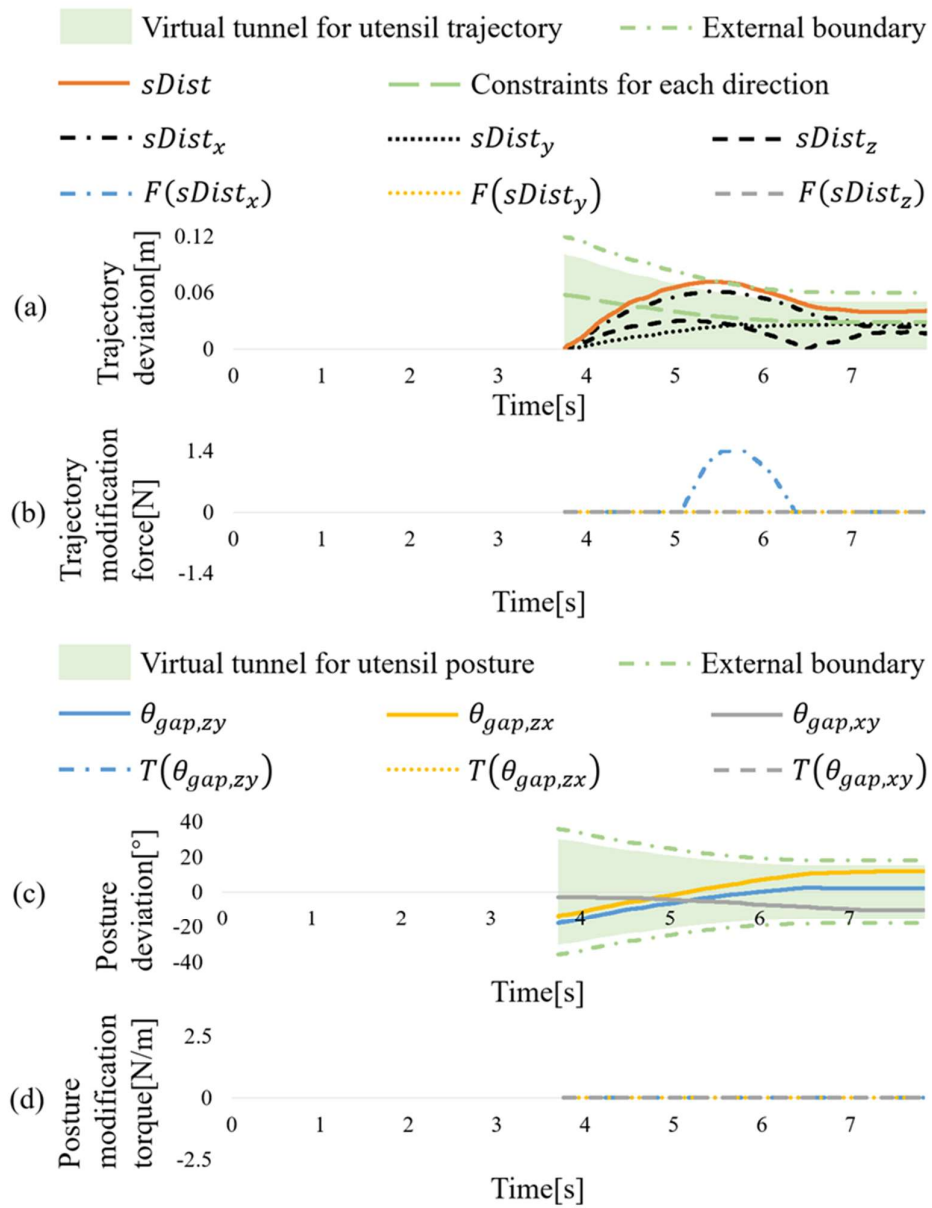 Virtual tunnel for utensil trajectory External boundary
sDist Constraints for each direction
sDist_x sDist_y sDist_z
F(sDist_x) F(sDist_y) F(sDist_z)
(a)
Trajectory
deviation[m]
0.12
0.06
0
0 1 2 3 4 5 6 7
Time[s]
(b)
Trajectory
modification
force[N]
1.4
0
-1.4
0 1 2 3 4 5 6 7
Time[s]
Virtual tunnel for utensil posture External boundary
θ_gap,zy θ_gap,zx θ_gap,xy
T(θ_gap,zy) T(θ_gap,zx) T(θ_gap,xy)
(c)
Posture
deviation[°]
40
20
0
-20
-40
0 1 2 3 4 5 6 7
Time[s]
(d)
Posture
modification
torque[N/m]
2.5
0
-2.5
0 1 2 3 4 5 6 7
Time[s]